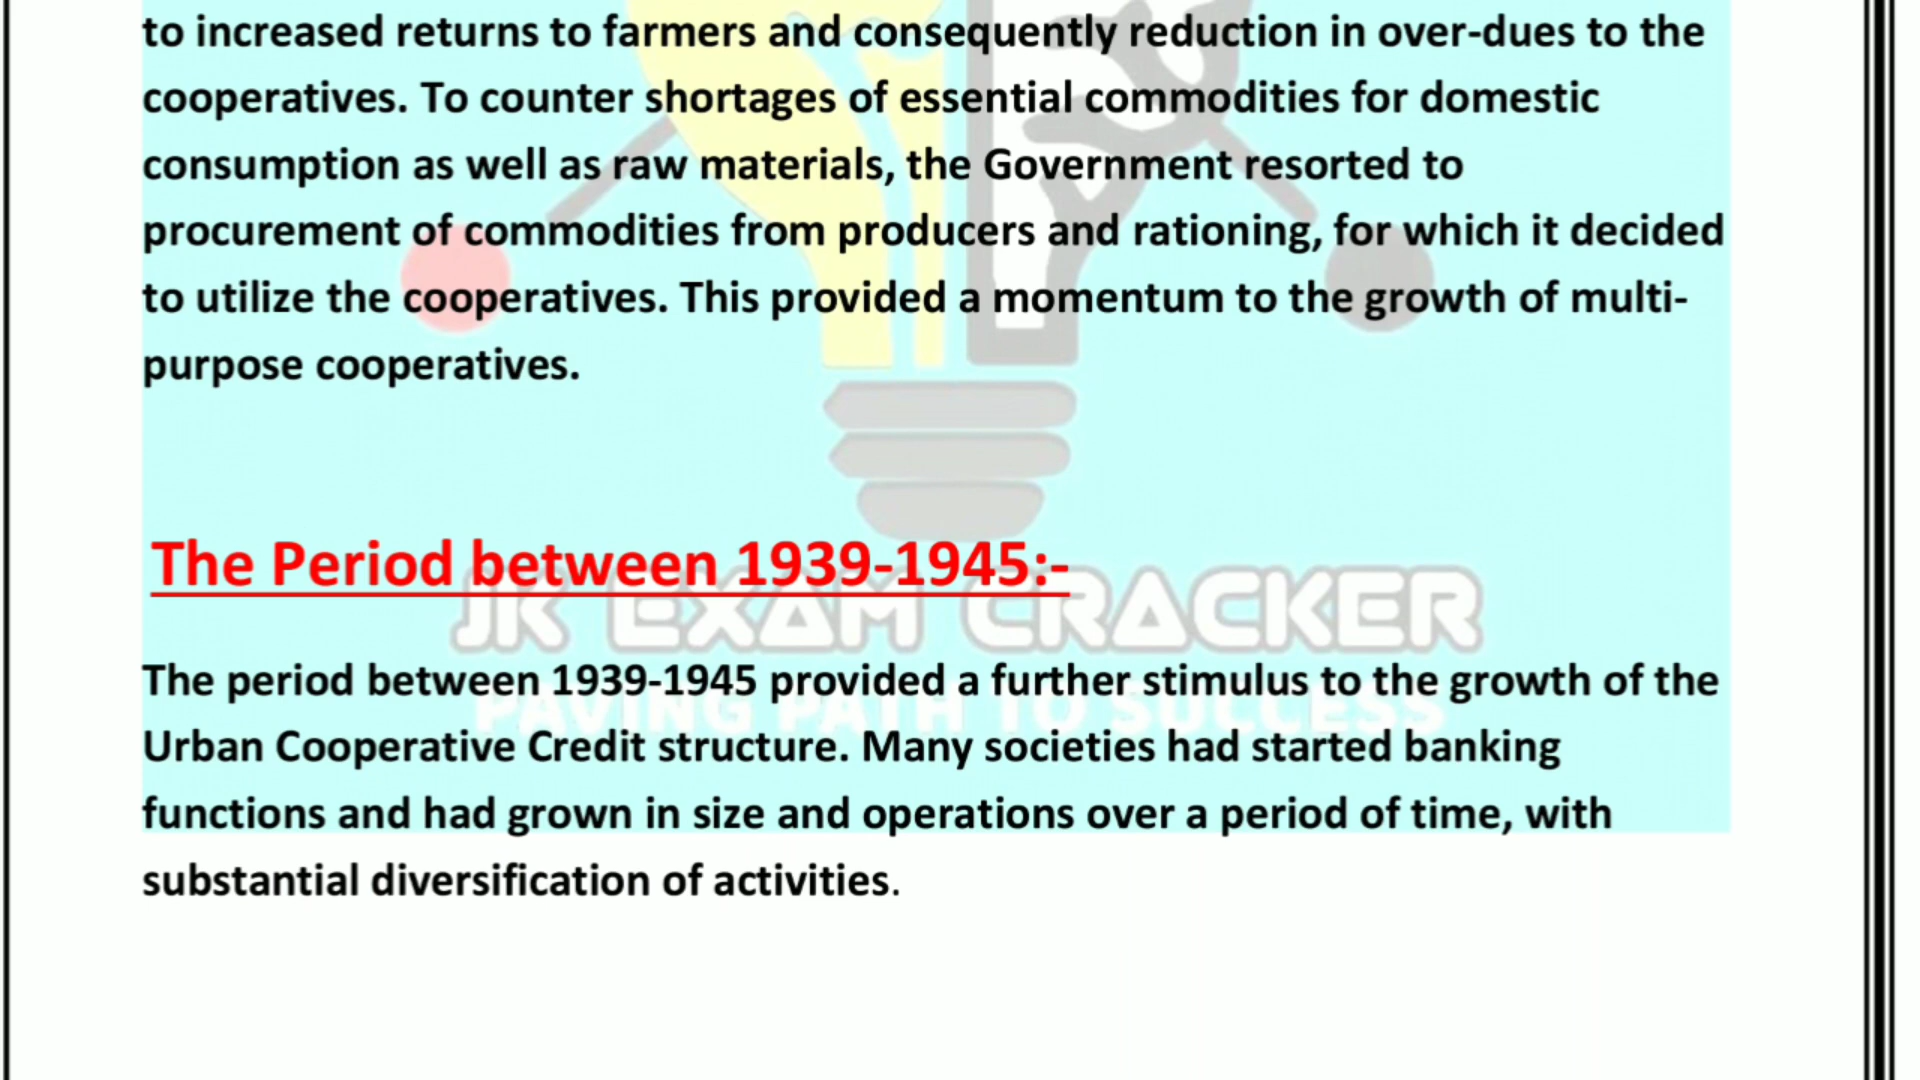 to increased returns to farmers and consequently reduction in over-dues to the
cooperatives. To counter shortages of essential commodities for domestic
consumption as well as raw materials, the Government resorted to
procurement of commodities from producers and rationing, for which it decided
to utilize the cooperatives. This provided a momentum to the growth of multi-
purpose cooperatives.
The Period between 1939-1945:-
JK EXAM CRACKER
The period between 1939-1945 provided a further stimulus to the growth of the
PAVING PATH TO SUCCESS
Urban Cooperative Credit structure. Many societies had started banking
functions and had grown in size and operations over a period of time, with
substantial diversification of activities.